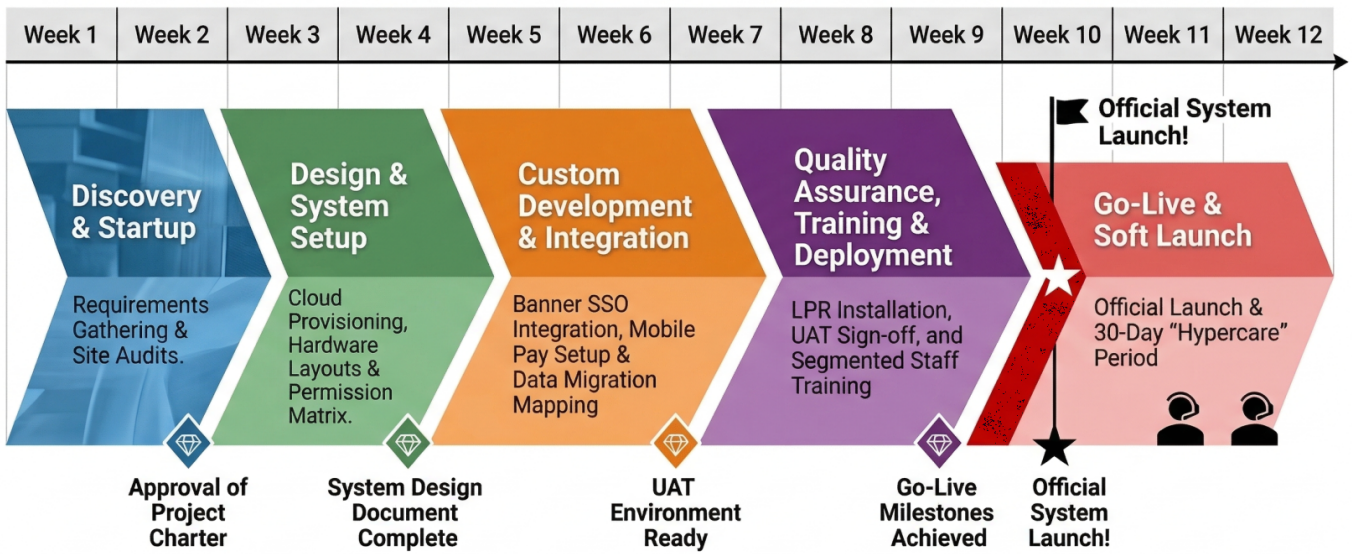 Week 1
Week 2
Week 3
Week 4
Week 5
Week 6
Week 7
Week 8
Week 9
Week 10
Week 11
Week 12
Discovery
& Startup
Requirements
Gathering &
Site Audits.
Approval of
Project
Charter
Design &
System
Setup
Cloud
Provisioning,
Hardware
Layouts &
Permission
Matrix.
System Design
Document
Complete
Custom
Development
& Integration
Banner SSO
Integration, Mobile
Pay Setup &
Data Migration
Mapping
UAT
Environment
Ready
Quality
Assurance,
Training &
Deployment
LPR Installation,
UAT Sign-off, and
Segmented Staff
Training
Go-Live
Milestones
Achieved
Official System
Launch!
Go-Live &
Soft Launch
Official Launch &
30-Day “Hypercare”
Period
Official
System
Launch!